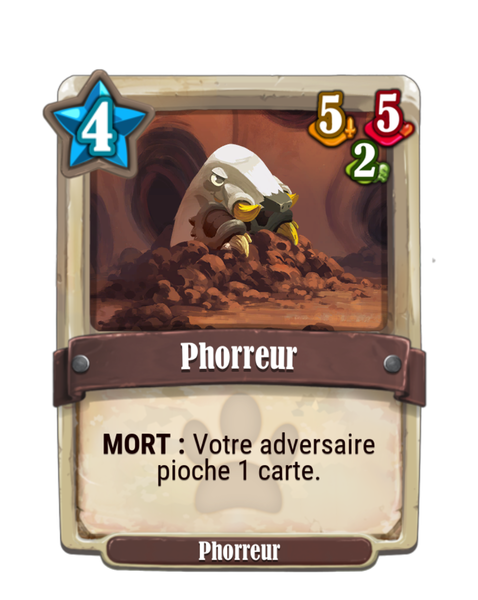 4
5 5
2
Phorreur
MORT : Votre adversaire
pioche 1 carte.
Phorreur